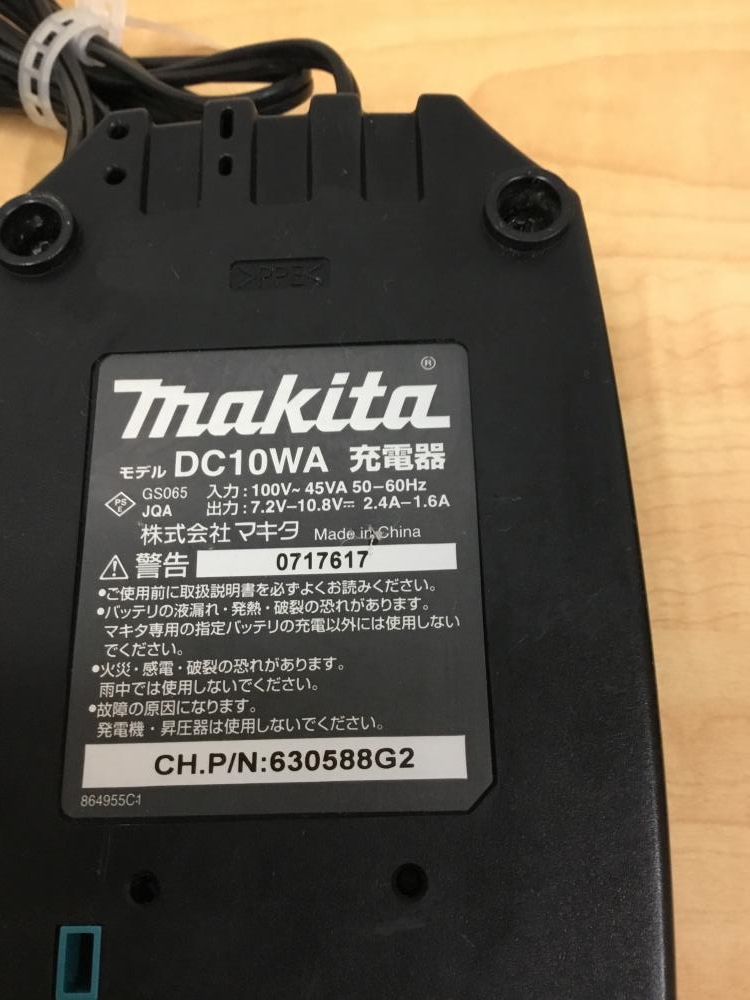 >PPE<
makita®
モデル DC10WA 充電器
PS E GS065 入力:100V~ 45VA 50-60Hz
JQA 出力:7.2V-10.8V⎓ 2.4A-1.6A
株式会社マキタ Made in China
⚠警告 0717617
•ご使用前に取扱説明書を必ずよくお読みください。
•バッテリの液漏れ・発熱・破裂の恐れがあります。
マキタ専用の指定バッテリの充電以外には使用しない
でください。
•火災・感電・破裂の恐れがあります。
雨中では使用しないでください。
•故障の原因になります。
発電機・昇圧器は使用しないでください。
CH.P/N:630588G2
864955C1